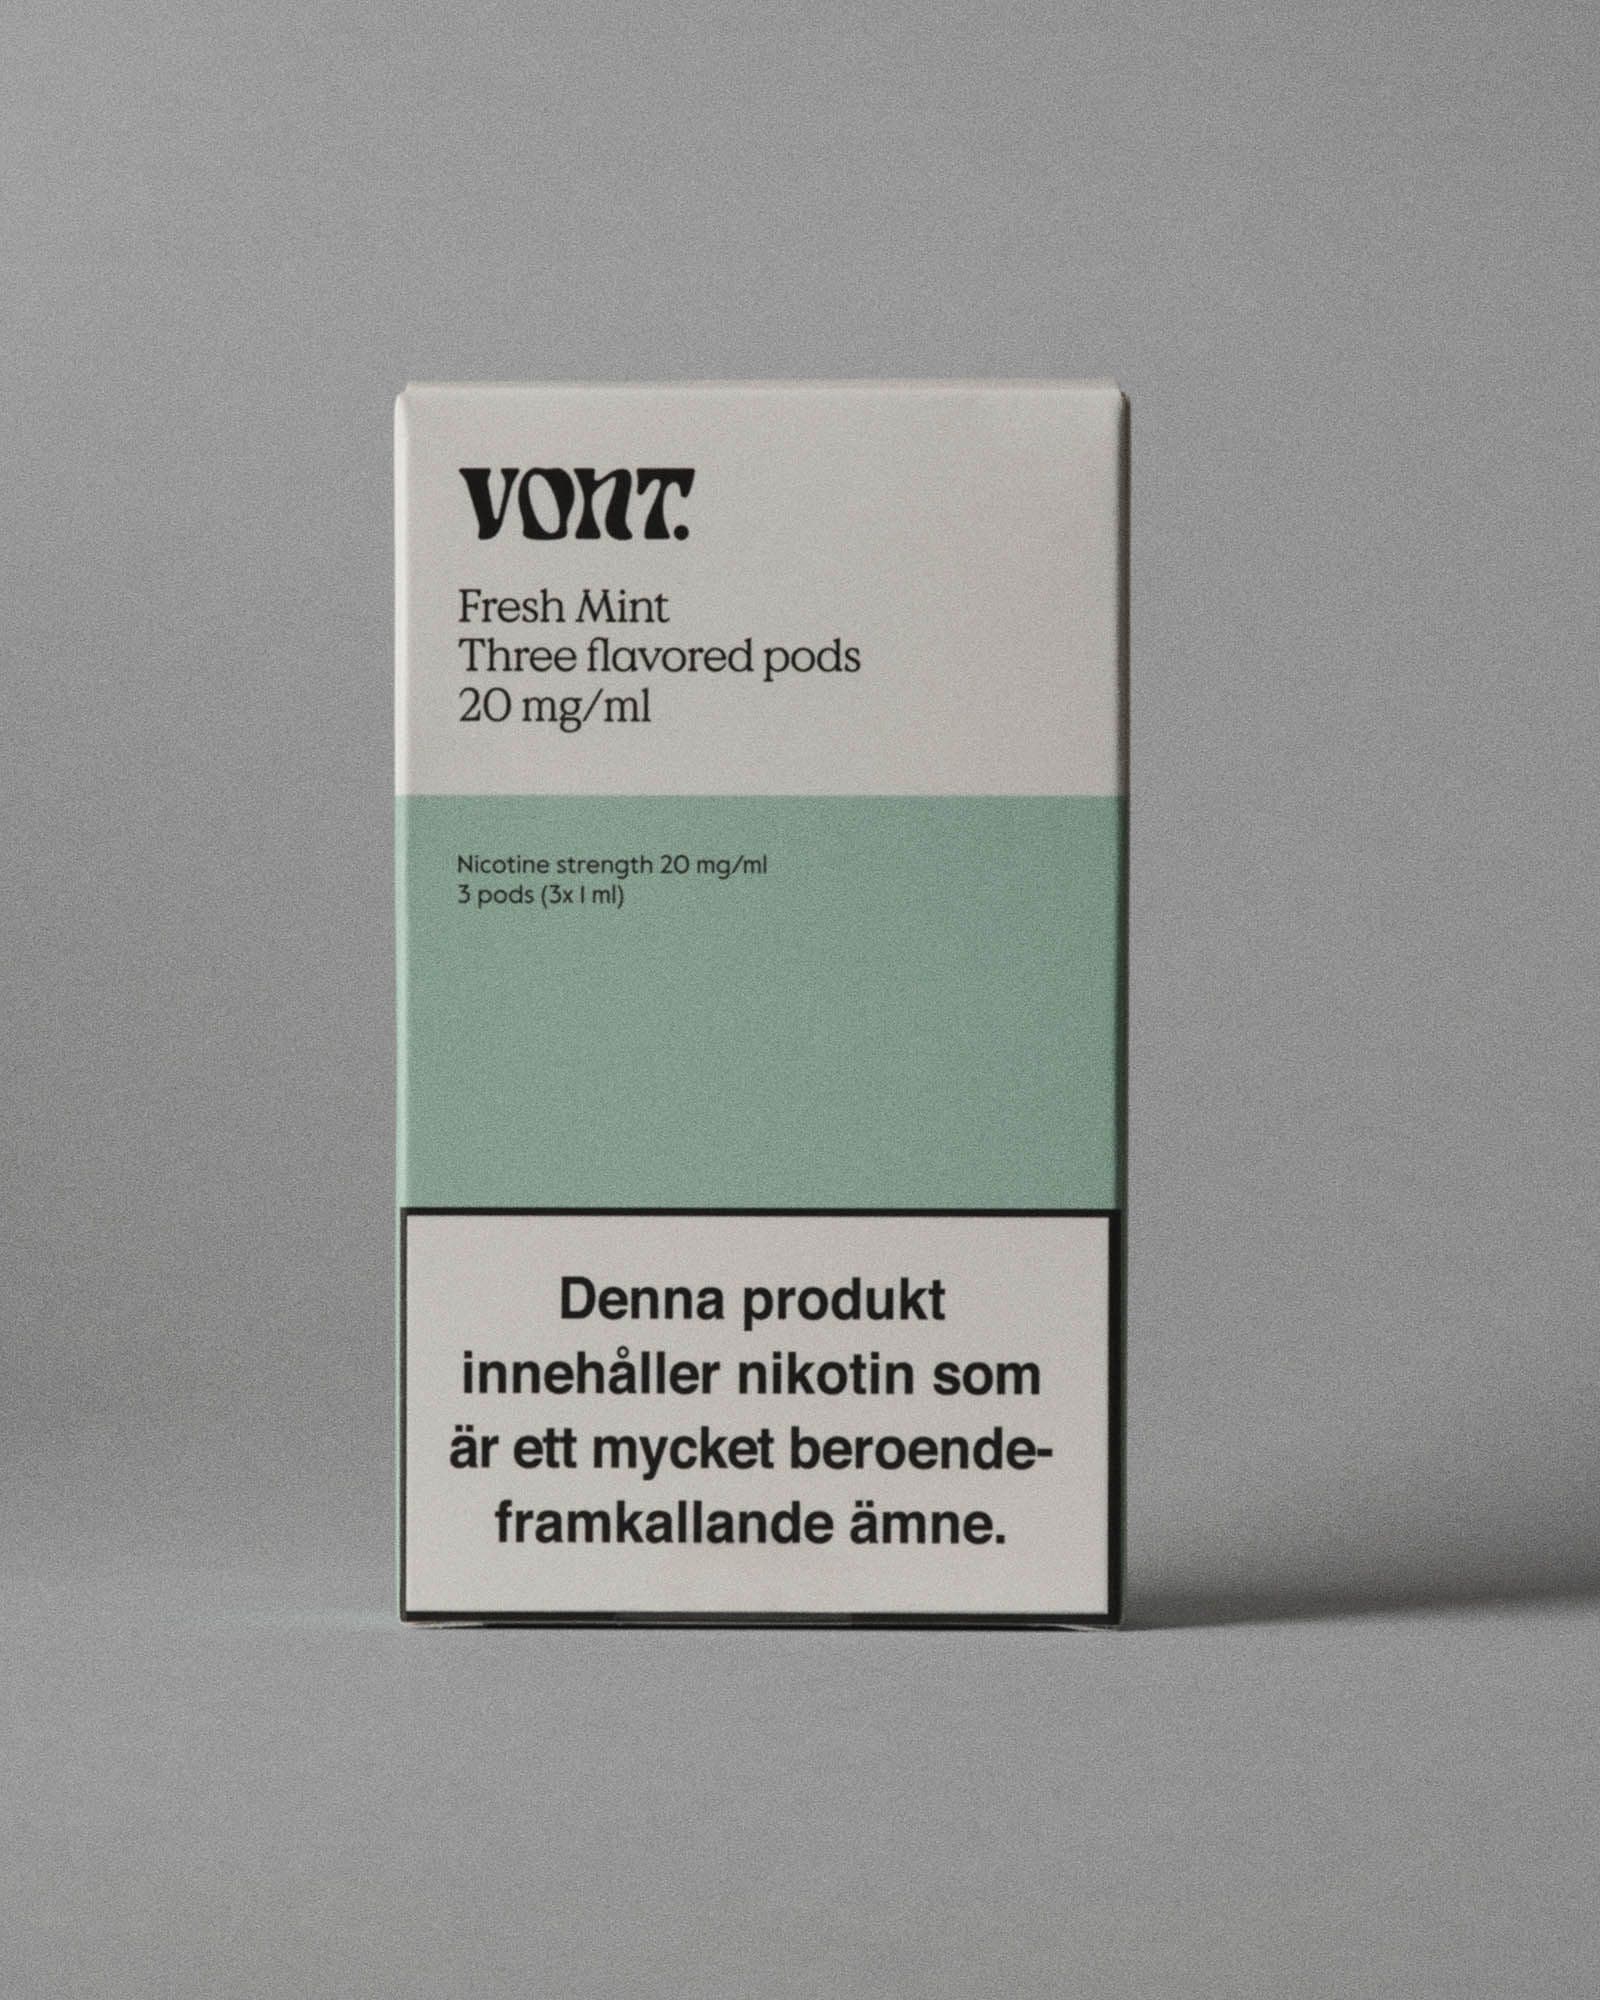 VONT.
Fresh Mint
Three flavored pods
20 mg/ml
Nicotine strength 20 mg/ml
3 pods (3x 1 ml)
Denna produkt
innehåller nikotin som
är ett mycket beroende-
framkallande ämne.